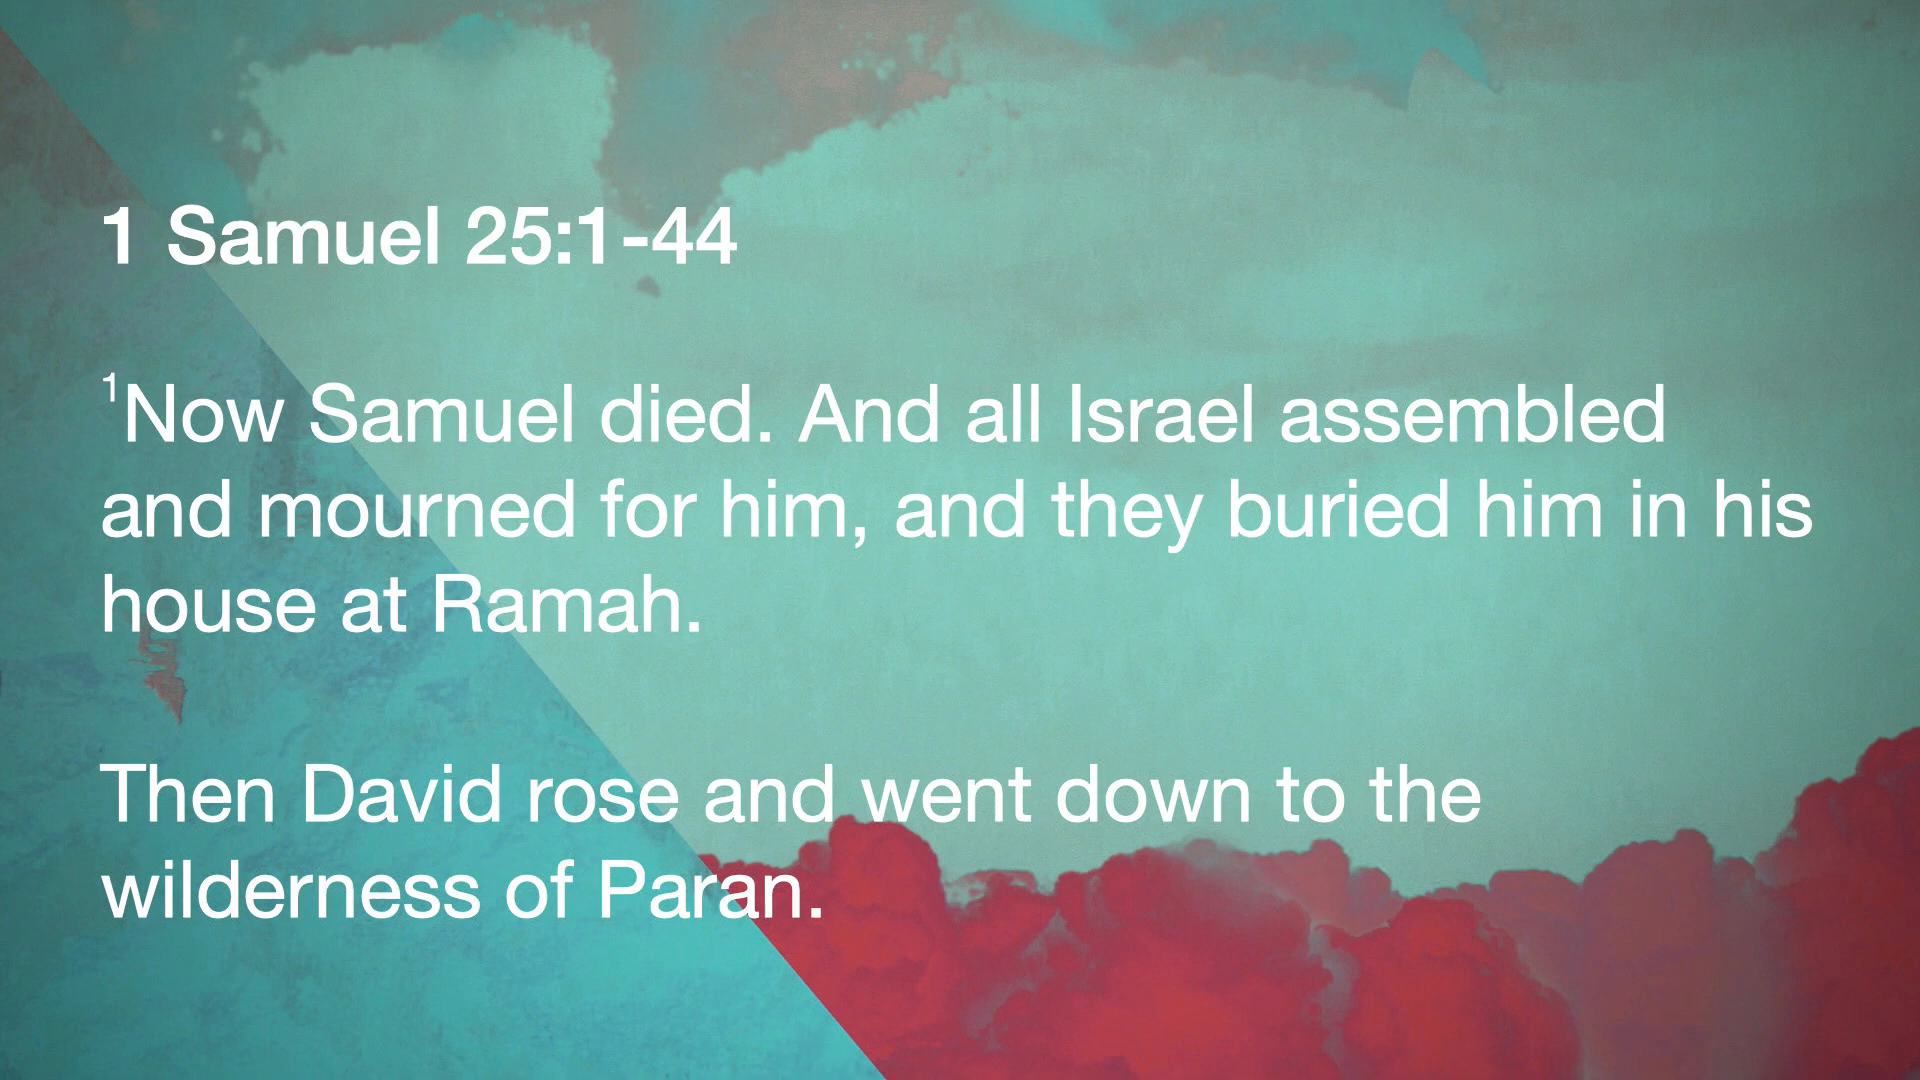 1 Samuel 25:1-44
¹Now Samuel died. And all Israel assembled
and mourned for him, and they buried him in his
house at Ramah.
Then David rose and went down to the
wilderness of Paran.